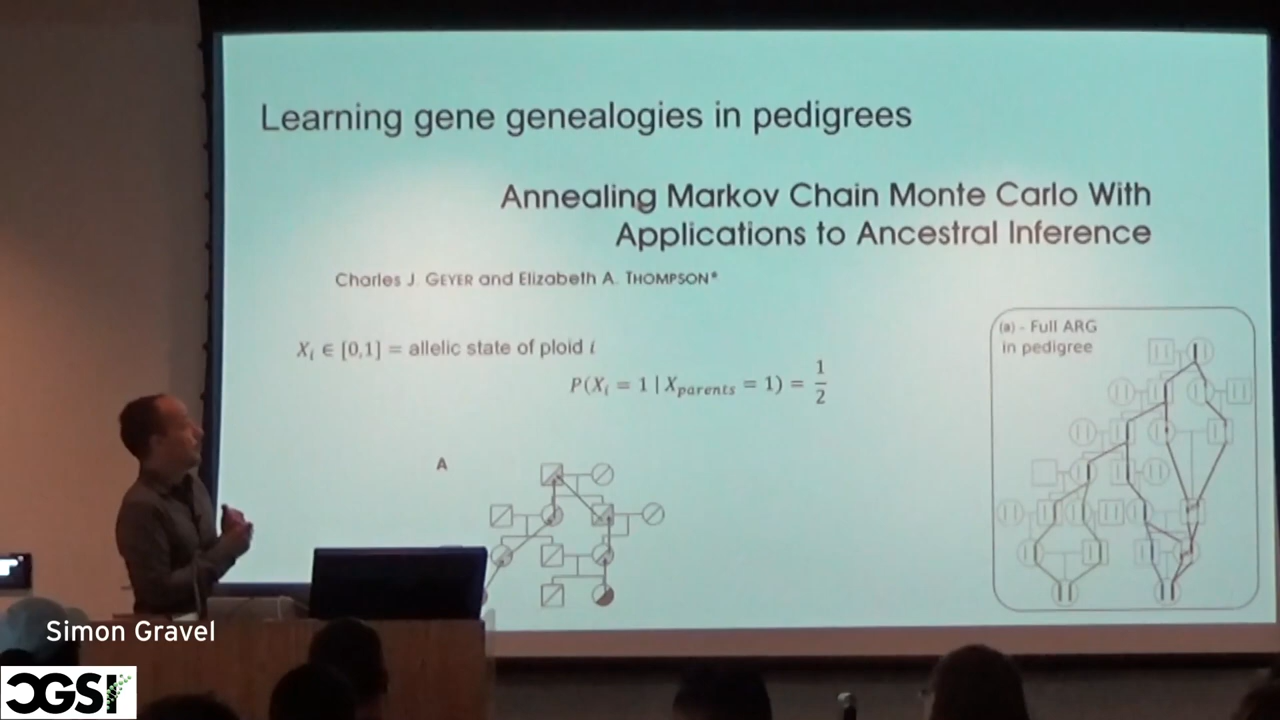 Learning gene genealogies in pedigrees
Annealing Markov Chain Monte Carlo With
Applications to Ancestral Inference
Charles J. GEYER and Elizabeth A. THOMPSON*
X_i ∈ [0,1] = allelic state of ploid i
P(X_i = 1 | X_parents = 1) = 1/2
(a) - Full ARG
in pedigree
A
Simon Gravel
CGSI